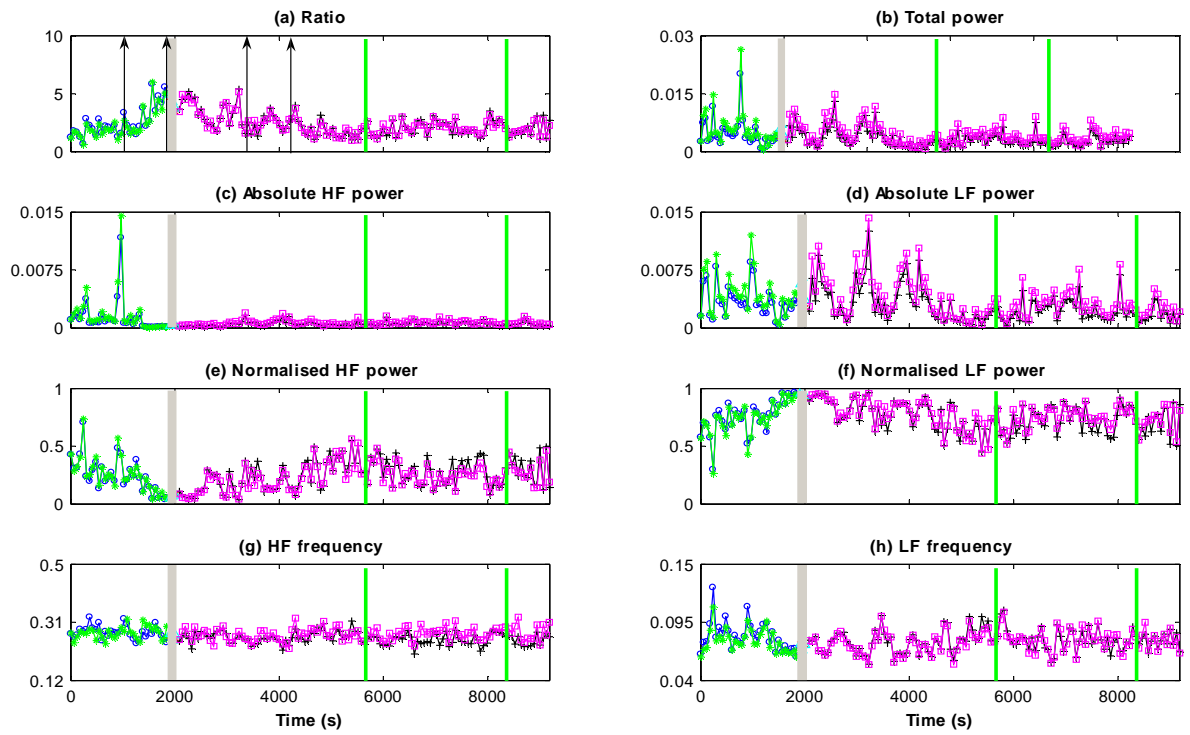 (a) Ratio
10
5
0
(b) Total power
0.03
0.015
0
(c) Absolute HF power
0.015
0.0075
0
(d) Absolute LF power
0.015
0.0075
0
(e) Normalised HF power
1
0.5
0
(f) Normalised LF power
1
0.5
0
(g) HF frequency
0.5
0.31
0.12
0 2000 4000 6000 8000
Time (s)
(h) LF frequency
0.15
0.095
0.04
0 2000 4000 6000 8000
Time (s)